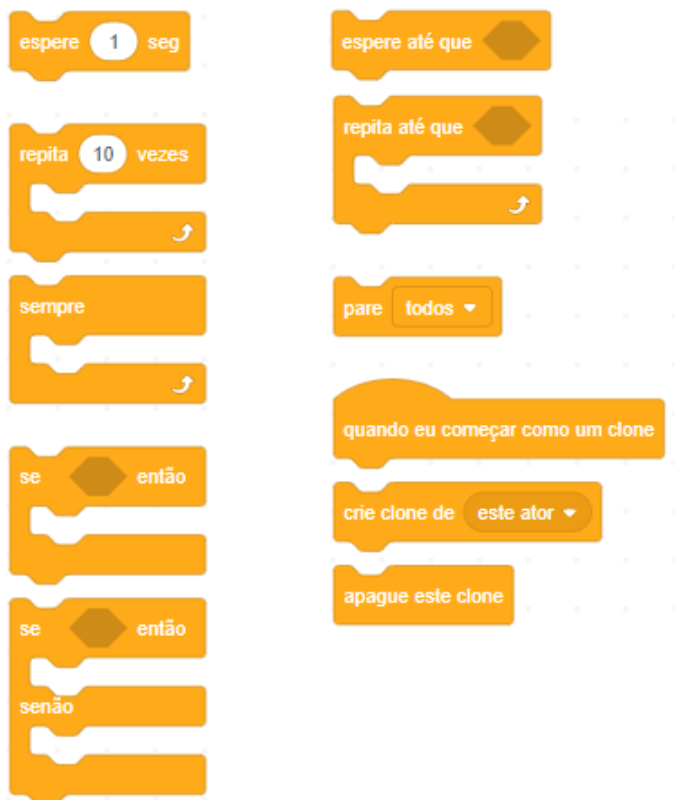 espere 1 seg
repita 10 vezes
sempre
se então
se então
senão
espere até que
repita até que
pare todos
quando eu começar como um clone
crie clone de este ator
apague este clone